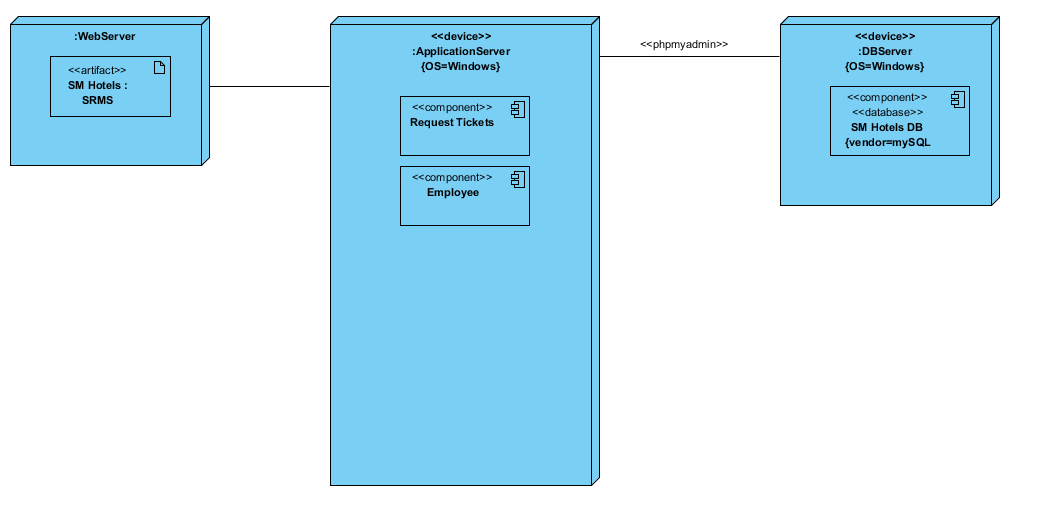 :WebServer
<<artifact>>
SM Hotels :
SRMS
<<device>>
:ApplicationServer
{OS=Windows}
<<component>>
Request Tickets
<<component>>
Employee
<<phpmyadmin>>
<<device>>
:DBServer
{OS=Windows}
<<component>>
<<database>>
SM Hotels DB
{vendor=mySQL